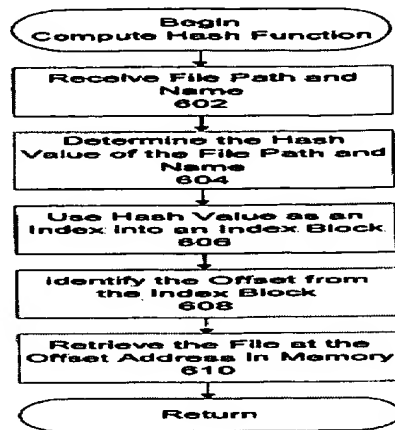 Begin
Compute Hash Function
Receive File Path and
Name
602
Determine the Hash
Value of the File Path and
Name
604
Use Hash Value as an
Index into an Index Block
606
Identify the Offset from
the Index Block
608
Retrieve the File at the
Offset Address in Memory
610
Return